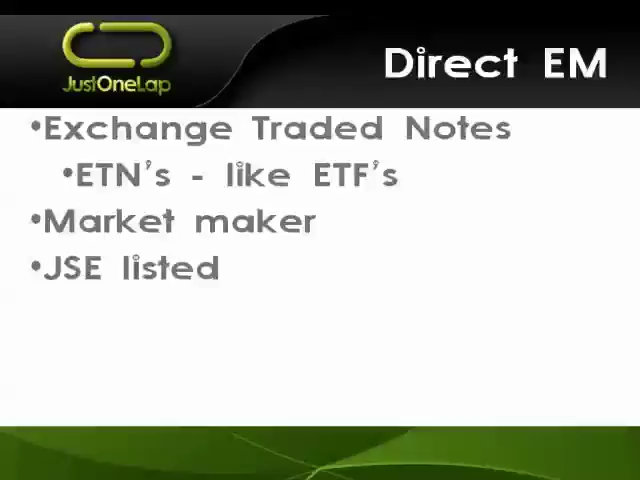 JustOneLap
Direct EM
•Exchange Traded Notes
•ETN's - like ETF's
•Market maker
•JSE listed